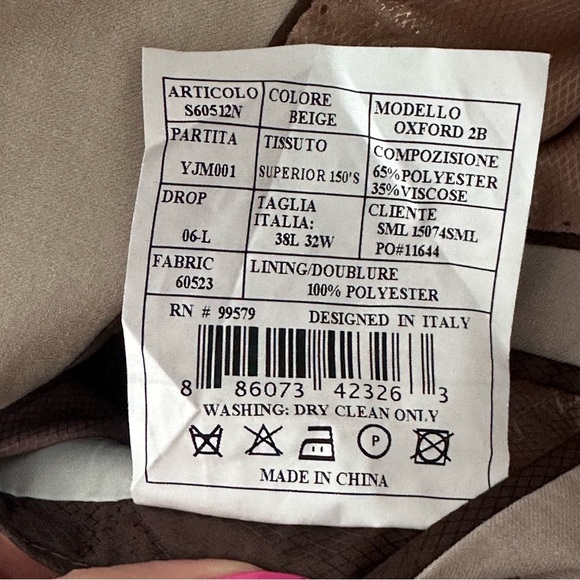 ARTICOLO
S60512N
COLORE
BEIGE
MODELLO
OXFORD 2B
PARTITA
YJM001
TISSUTO
SUPERIOR 150'S
COMPOZISIONE
65%POLYESTER
35%VISCOSE
DROP
06-L
TAGLIA
ITALIA:
38L 32W
CLIENTE
SML 15074SML
PO#11644
FABRIC
60523
LINING/DOUBLURE
100% POLYESTER
RN # 99579 DESIGNED IN ITALY
8 86073 42326 3
WASHING: DRY CLEAN ONLY
P
MADE IN CHINA